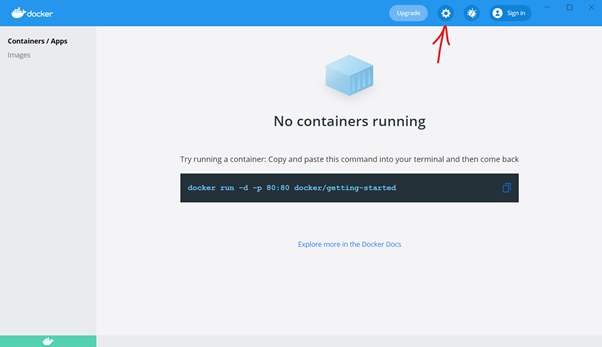 docker
Upgrade
Sign in
Containers / Apps
Images
No containers running
Try running a container: Copy and paste this command into your terminal and then come back
docker run -d -p 80:80 docker/getting-started
Explore more in the Docker Docs